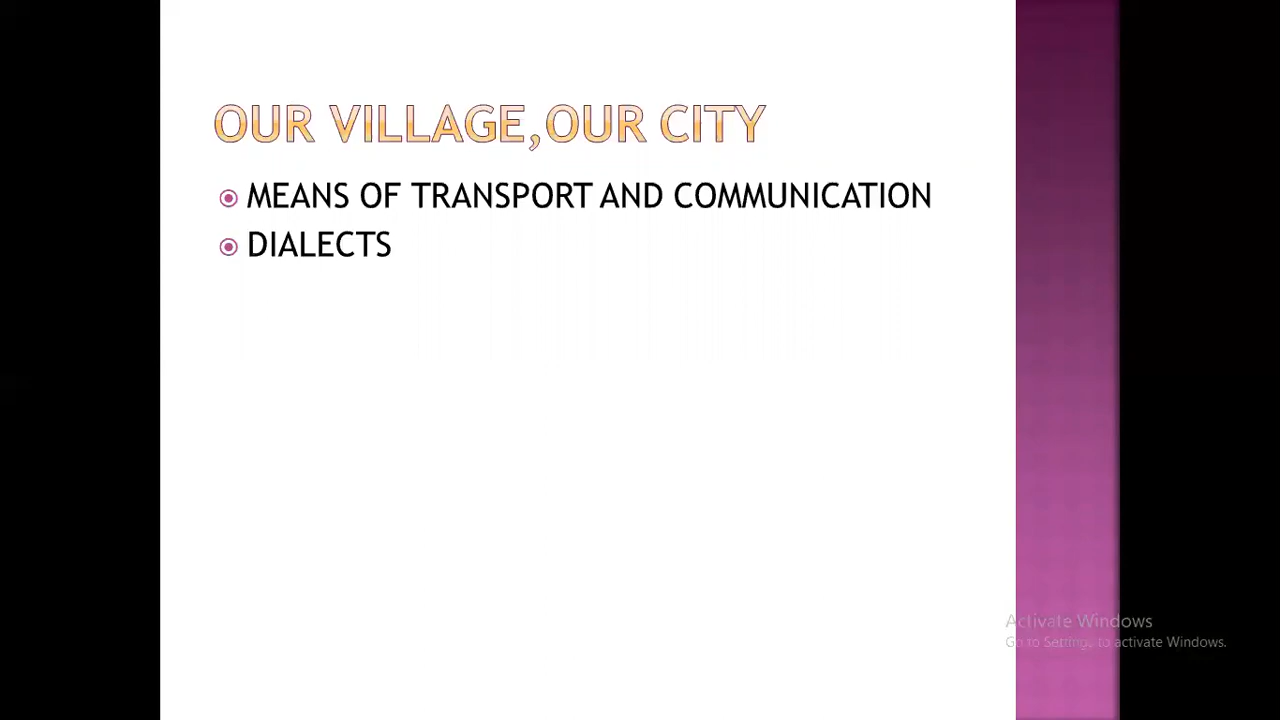 OUR VILLAGE,OUR CITY
MEANS OF TRANSPORT AND COMMUNICATION
DIALECTS
Activate Windows
Go to Settings to activate Windows.